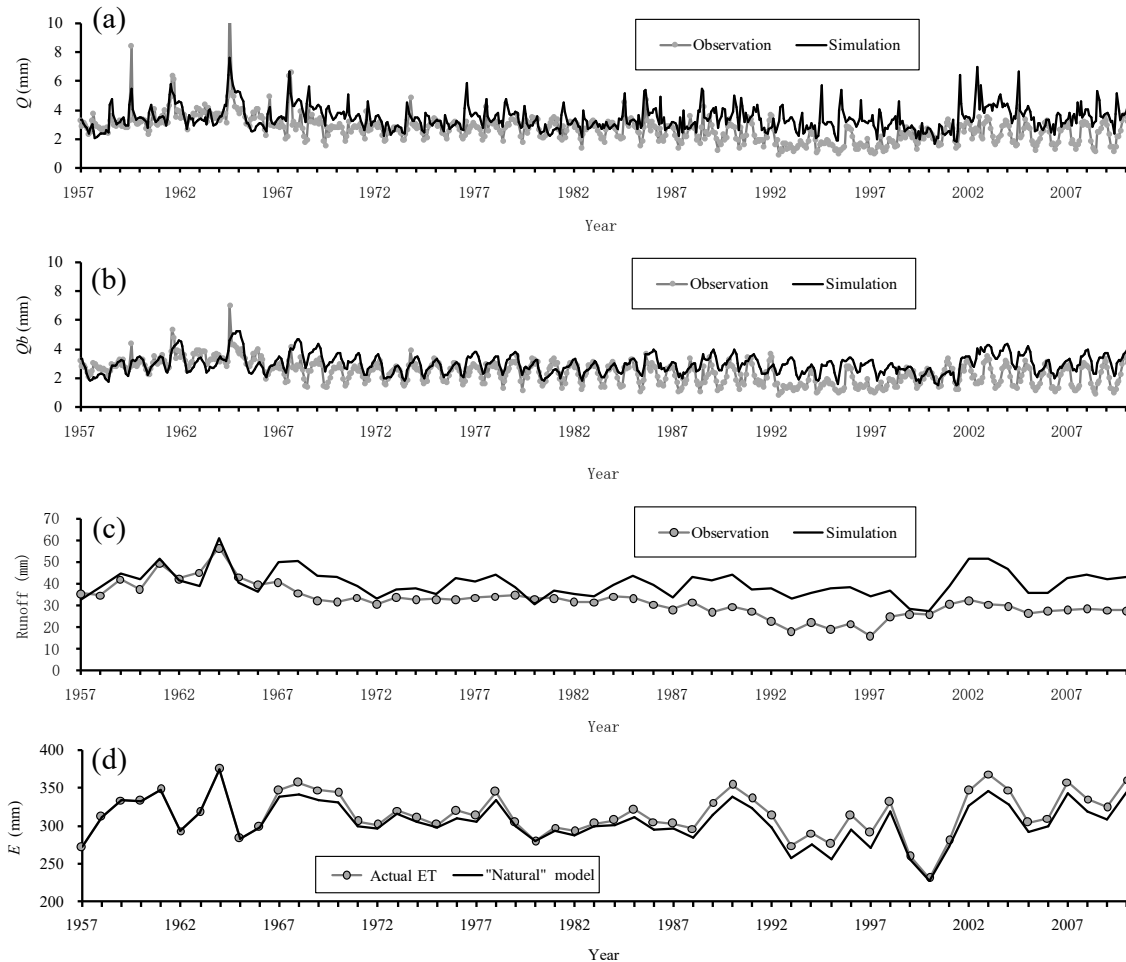 (a)
Observation Simulation
Q (mm)
10
8
6
4
2
0
1957 1962 1967 1972 1977 1982 1987 1992 1997 2002 2007
Year
(b)
Observation Simulation
Qb (mm)
10
8
6
4
2
0
1957 1962 1967 1972 1977 1982 1987 1992 1997 2002 2007
Year
(c)
Observation Simulation
Runoff (mm)
70
60
50
40
30
20
10
0
1957 1962 1967 1972 1977 1982 1987 1992 1997 2002 2007
Year
(d)
E (mm)
400
350
300
250
200
Actual ET "Natural" model
1957 1962 1967 1972 1977 1982 1987 1992 1997 2002 2007
Year